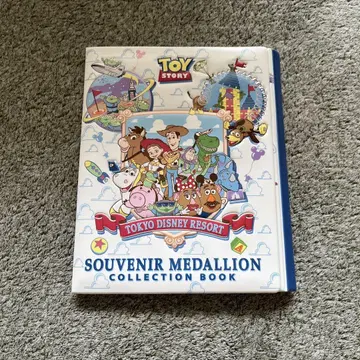 TOY
STORY
TOKYO DISNEY RESORT
SOUVENIR MEDALLION
COLLECTION BOOK